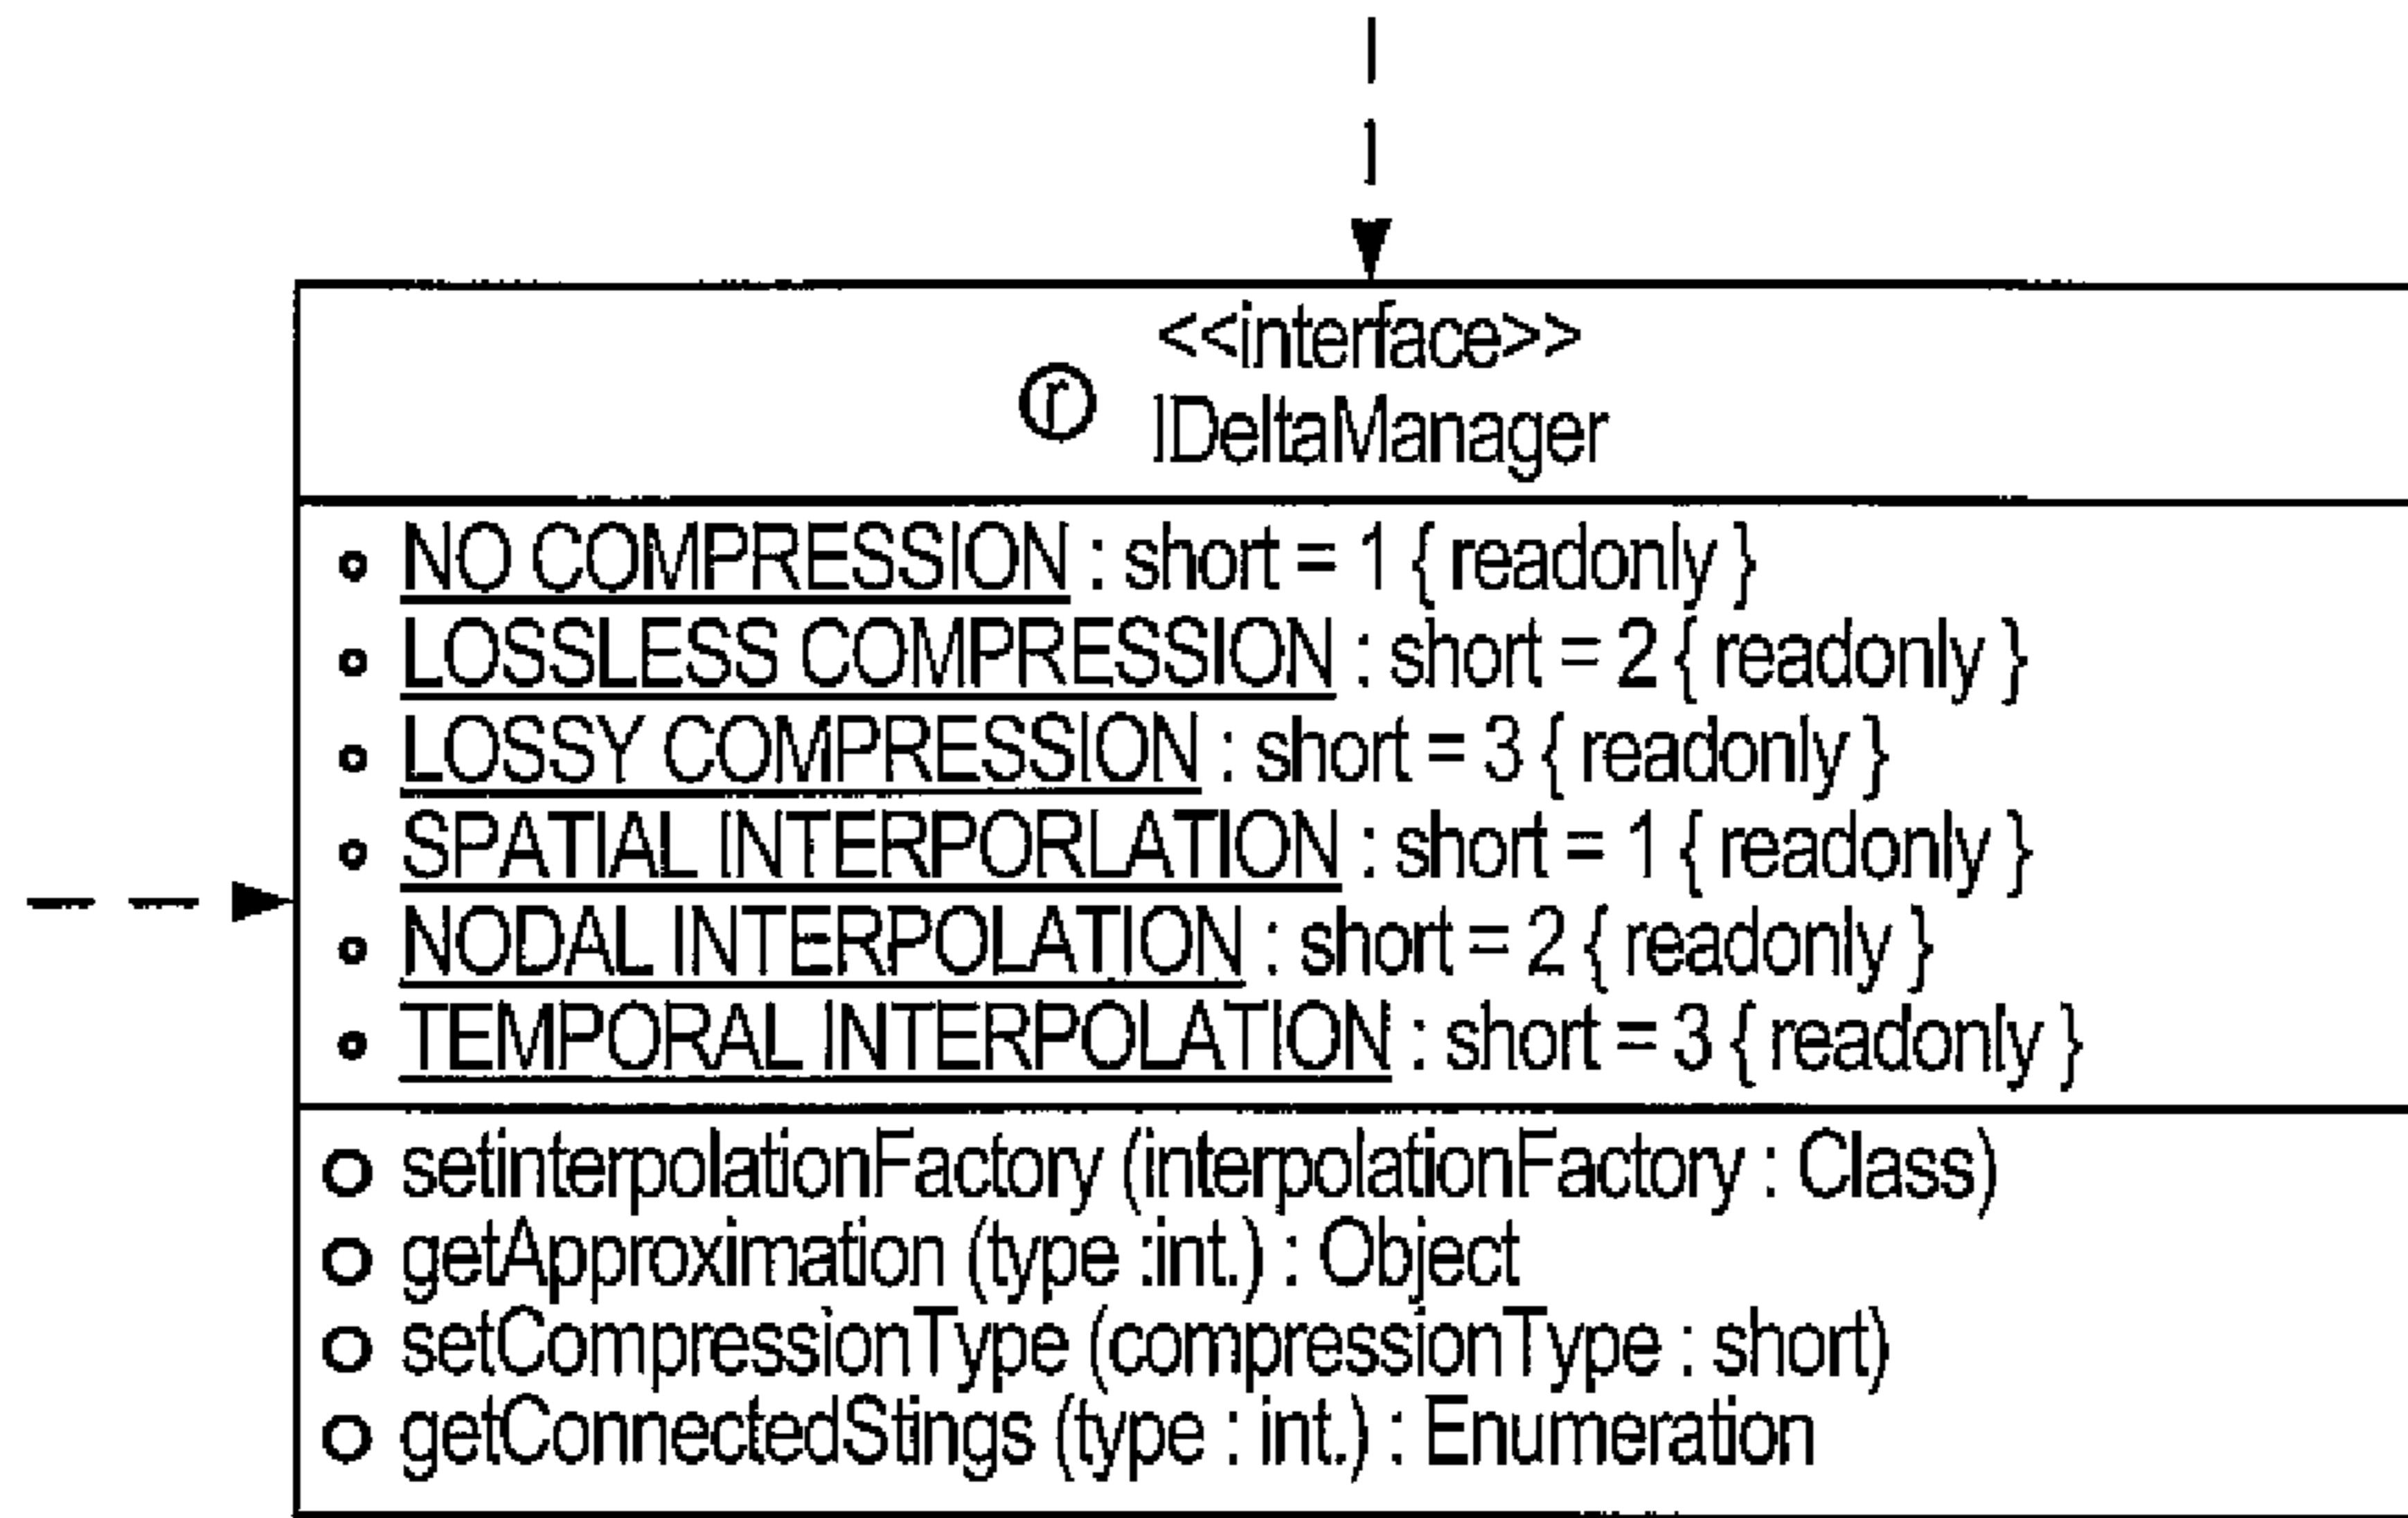 <<interface>>
r IDeltaManager
NO COMPRESSION : short = 1 { readonly }
LOSSLESS COMPRESSION : short = 2 { readonly }
LOSSY COMPRESSION : short = 3 { readonly }
SPATIAL INTERPORLATION : short = 1 { readonly }
NODAL INTERPOLATION : short = 2 { readonly }
TEMPORAL INTERPOLATION : short = 3 { readonly }
setinterpolationFactory (interpolationFactory : Class)
getApproximation (type :int.) : Object
setCompressionType (compressionType : short)
getConnectedStings (type : int.) : Enumeration